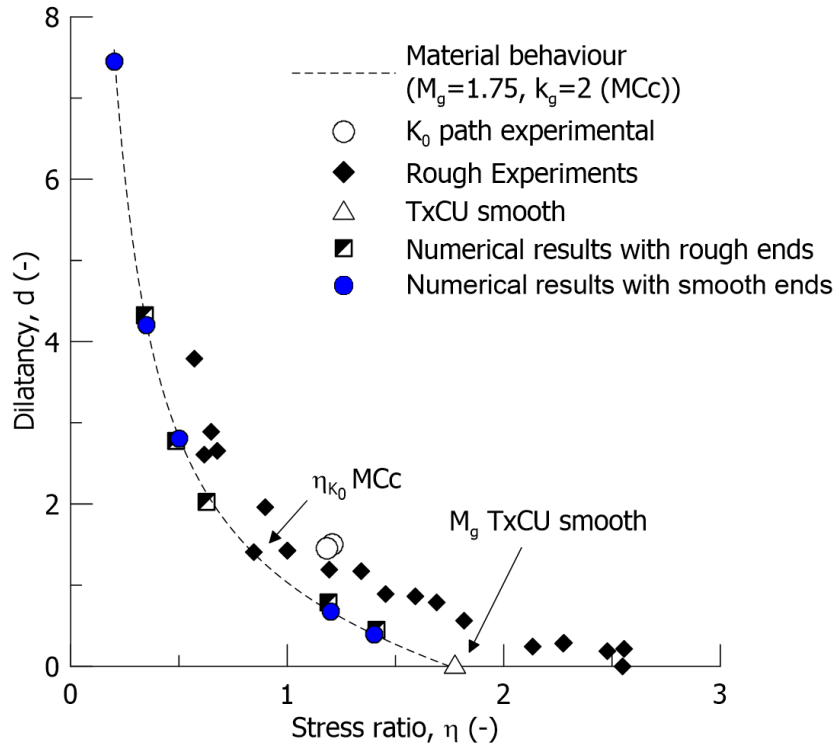 8
6
4
2
0
Dilatancy, d (-)
Material behaviour
(Mg=1.75, kg=2 (MCc))
K0 path experimental
Rough Experiments
TxCU smooth
Numerical results with rough ends
Numerical results with smooth ends
ηK0 MCc
Mg TxCU smooth
0
1
2
3
Stress ratio, η (-)